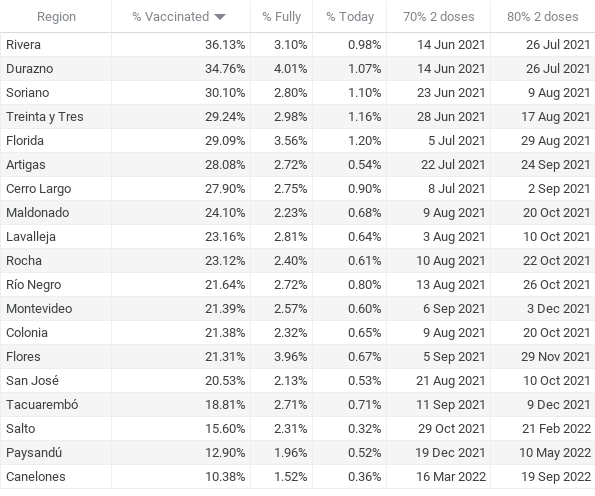 Region % Vaccinated % Fully % Today 70% 2 doses 80% 2 doses
Rivera 36.13% 3.10% 0.98% 14 Jun 2021 26 Jul 2021
Durazno 34.76% 4.01% 1.07% 14 Jun 2021 26 Jul 2021
Soriano 30.10% 2.80% 1.10% 23 Jun 2021 9 Aug 2021
Treinta y Tres 29.24% 2.98% 1.16% 28 Jun 2021 17 Aug 2021
Florida 29.09% 3.56% 1.20% 5 Jul 2021 29 Aug 2021
Artigas 28.08% 2.72% 0.54% 22 Jul 2021 24 Sep 2021
Cerro Largo 27.90% 2.75% 0.90% 8 Jul 2021 2 Sep 2021
Maldonado 24.10% 2.23% 0.68% 9 Aug 2021 20 Oct 2021
Lavalleja 23.16% 2.81% 0.64% 3 Aug 2021 10 Oct 2021
Rocha 23.12% 2.40% 0.61% 10 Aug 2021 22 Oct 2021
Río Negro 21.64% 2.72% 0.80% 13 Aug 2021 26 Oct 2021
Montevideo 21.39% 2.57% 0.60% 6 Sep 2021 3 Dec 2021
Colonia 21.38% 2.32% 0.65% 9 Aug 2021 20 Oct 2021
Flores 21.31% 3.96% 0.67% 5 Sep 2021 29 Nov 2021
San José 20.53% 2.13% 0.53% 21 Aug 2021 10 Oct 2021
Tacuarembó 18.81% 2.71% 0.71% 11 Sep 2021 9 Dec 2021
Salto 15.60% 2.31% 0.32% 29 Oct 2021 21 Feb 2022
Paysandú 12.90% 1.96% 0.52% 19 Dec 2021 10 May 2022
Canelones 10.38% 1.52% 0.36% 16 Mar 2022 19 Sep 2022